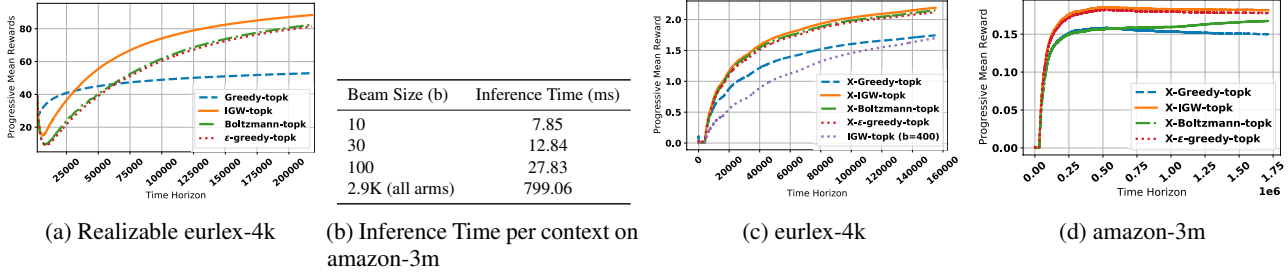 Progressive Mean Rewards
80
60
40
20
25000
50000
75000
100000
125000
150000
175000
200000
Time Horizon
Greedy-topk
IGW-topk
Boltzmann-topk
ε-greedy-topk
(a) Realizable eurlex-4k
Beam Size (b) Inference Time (ms)
10 7.85
30 12.84
100 27.83
2.9K (all arms) 799.06
(b) Inference Time per context on
amazon-3m
Progressive Mean Reward
2.0
1.5
1.0
0.5
0.0
0
20000
40000
60000
80000
100000
120000
140000
160000
Time Horizon
X-Greedy-topk
X-IGW-topk
X-Boltzmann-topk
X-ε-greedy-topk
IGW-topk (b=400)
(c) eurlex-4k
Progressive Mean Reward
0.15
0.10
0.05
0.00
0.00
0.25
0.50
0.75
1.00
1.25
1.50
1.75
1e6
Time Horizon
X-Greedy-topk
X-IGW-topk
X-Boltzmann-topk
X-ε-greedy-topk
(d) amazon-3m